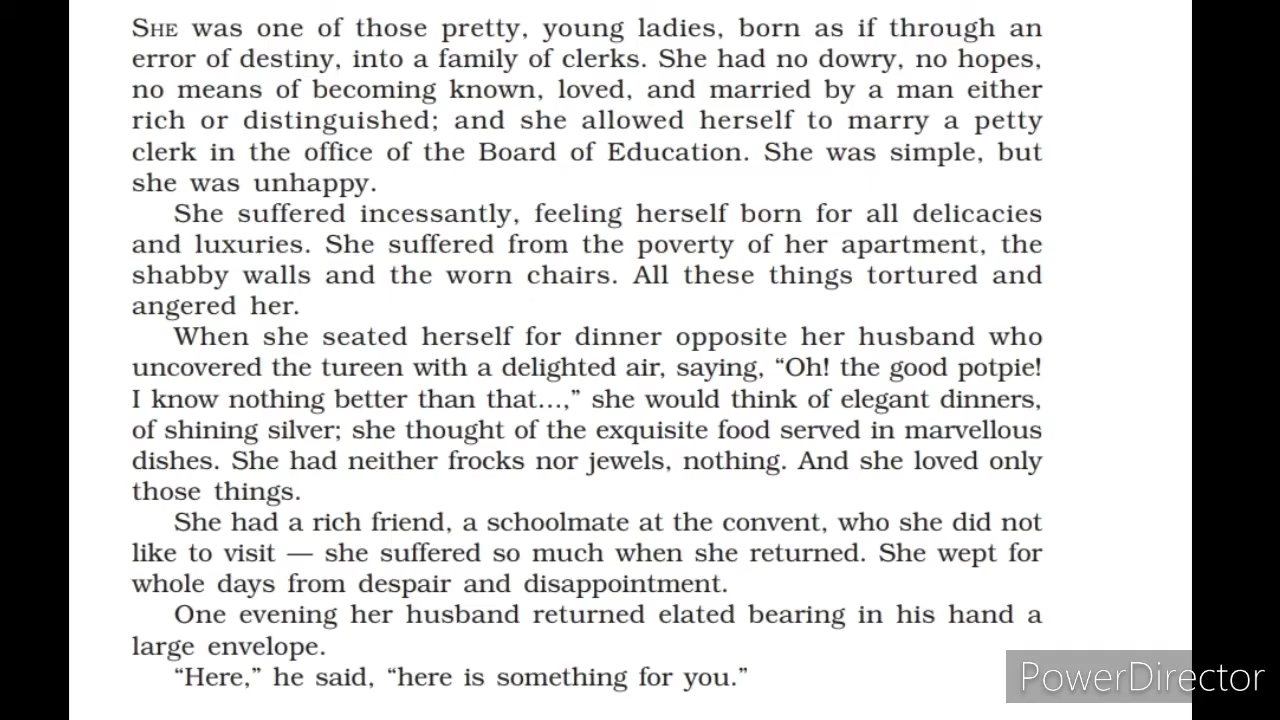 SHE was one of those pretty, young ladies, born as if through an
error of destiny, into a family of clerks. She had no dowry, no hopes,
no means of becoming known, loved, and married by a man either
rich or distinguished; and she allowed herself to marry a petty
clerk in the office of the Board of Education. She was simple, but
she was unhappy.
She suffered incessantly, feeling herself born for all delicacies
and luxuries. She suffered from the poverty of her apartment, the
shabby walls and the worn chairs. All these things tortured and
angered her.
When she seated herself for dinner opposite her husband who
uncovered the tureen with a delighted air, saying, “Oh! the good potpie!
I know nothing better than that...,” she would think of elegant dinners,
of shining silver; she thought of the exquisite food served in marvellous
dishes. She had neither frocks nor jewels, nothing. And she loved only
those things.
She had a rich friend, a schoolmate at the convent, who she did not
like to visit — she suffered so much when she returned. She wept for
whole days from despair and disappointment.
One evening her husband returned elated bearing in his hand a
large envelope.
“Here,” he said, “here is something for you.”
PowerDirector